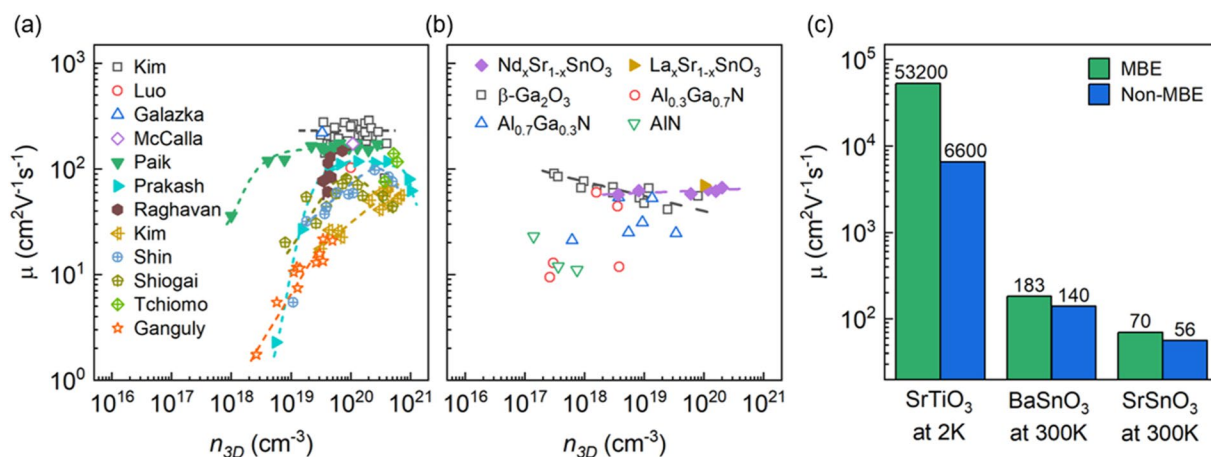 (a)
μ (cm²V⁻¹s⁻¹)
10³
10²
10¹
10⁰
Kim
Luo
Galazka
McCalla
Paik
Prakash
Raghavan
Kim
Shin
Shiogai
Tchiomo
Ganguly
10¹⁶ 10¹⁷ 10¹⁸ 10¹⁹ 10²⁰ 10²¹
n₃D (cm⁻³)
(b)
NdₓSr₁₋ₓSnO₃ LaₓSr₁₋ₓSnO₃
β-Ga₂O₃ Al₀.₃Ga₀.₇N
Al₀.₇Ga₀.₃N AlN
10¹⁶ 10¹⁷ 10¹⁸ 10¹⁹ 10²⁰ 10²¹
n₃D (cm⁻³)
(c)
μ (cm²V⁻¹s⁻¹)
10⁵
10⁴
10³
10²
MBE
Non-MBE
53200
6600
183
140
70
56
SrTiO₃ BaSnO₃ SrSnO₃
at 2K at 300K at 300K